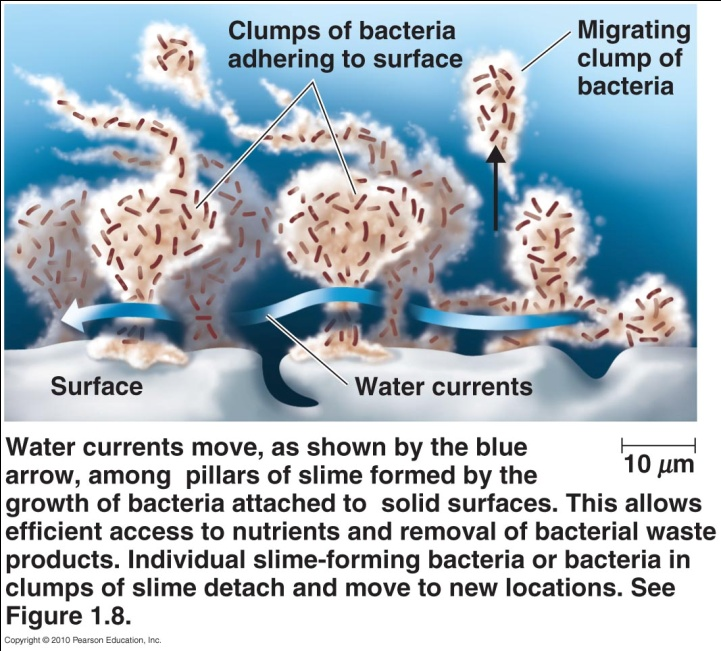 Clumps of bacteria
adhering to surface
Migrating
clump of
bacteria
Surface
Water currents
10 μm
Water currents move, as shown by the blue
arrow, among pillars of slime formed by the
growth of bacteria attached to solid surfaces. This allows
efficient access to nutrients and removal of bacterial waste
products. Individual slime-forming bacteria or bacteria in
clumps of slime detach and move to new locations. See
Figure 1.8.
Copyright © 2010 Pearson Education, Inc.